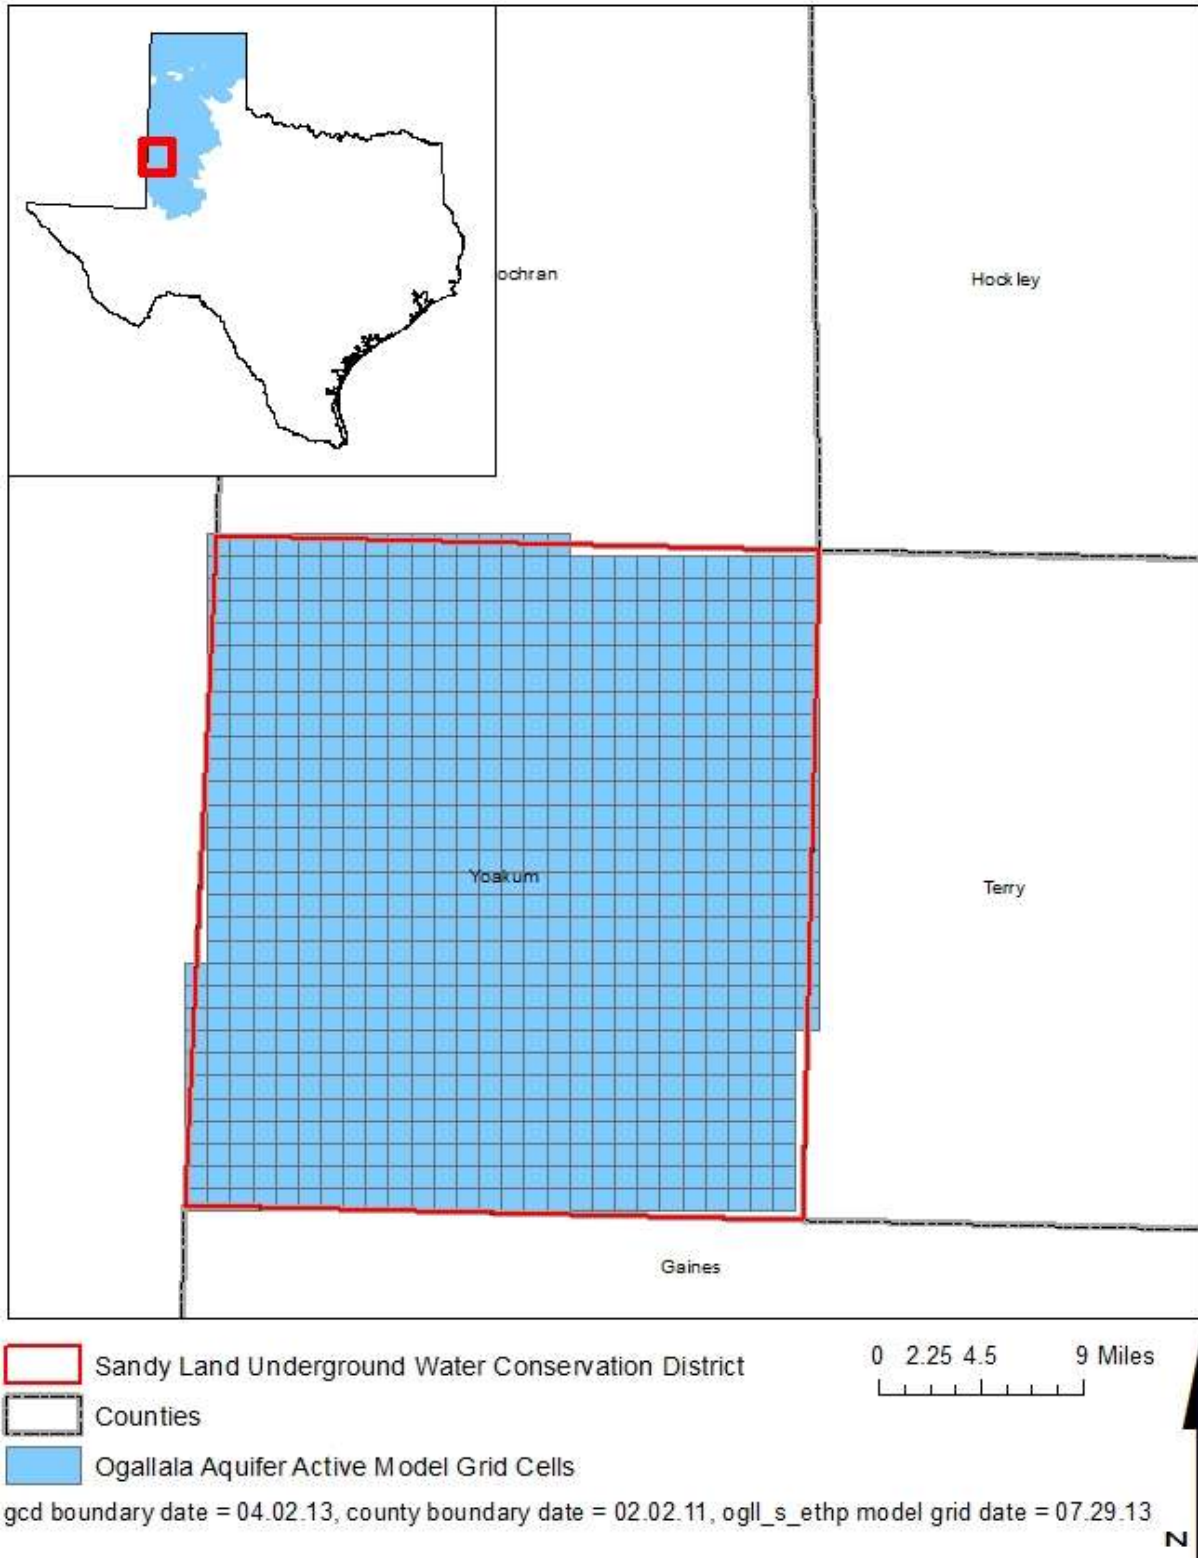 ochran
Hockley
Yoakum
Terry
Gaines
0 2.25 4.5 9 Miles
Sandy Land Underground Water Conservation District
Counties
Ogallala Aquifer Active Model Grid Cells
gcd boundary date = 04.02.13, county boundary date = 02.02.11, ogll_s_ethp model grid date = 07.29.13
N